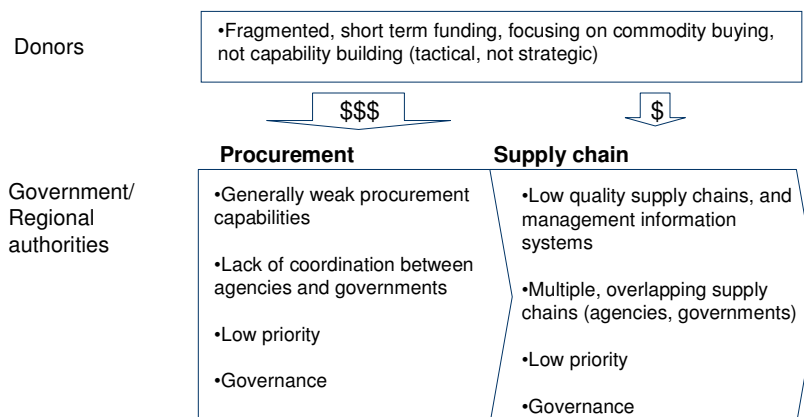 Donors
•Fragmented, short term funding, focusing on commodity buying,
not capability building (tactical, not strategic)
$$$
$
Procurement
Supply chain
Government/
Regional
authorities
•Generally weak procurement
capabilities
•Lack of coordination between
agencies and governments
•Low priority
•Governance
•Low quality supply chains, and
management information
systems
•Multiple, overlapping supply
chains (agencies, governments)
•Low priority
•Governance